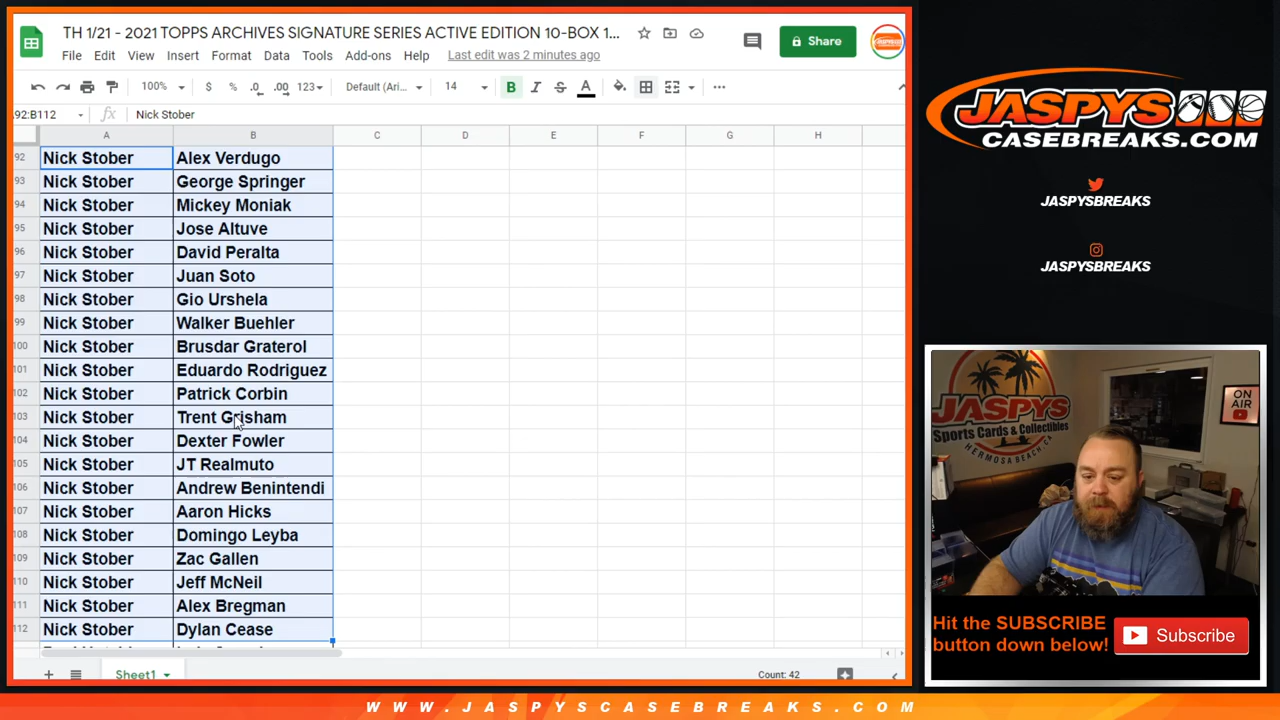 TH 1/21 - 2021 TOPPS ARCHIVES SIGNATURE SERIES ACTIVE EDITION 10-BOX 1...
File Edit View Insert Format Data Tools Add-ons Help Last edit was 2 minutes ago
Share
100% $ % .0 .00 123 Default (Ari... 14 B I S A
92:B112 fx Nick Stober
A B C D E F G H
92 Nick Stober Alex Verdugo
93 Nick Stober George Springer
94 Nick Stober Mickey Moniak
95 Nick Stober Jose Altuve
96 Nick Stober David Peralta
97 Nick Stober Juan Soto
98 Nick Stober Gio Urshela
99 Nick Stober Walker Buehler
100 Nick Stober Brusdar Graterol
101 Nick Stober Eduardo Rodriguez
102 Nick Stober Patrick Corbin
103 Nick Stober Trent Grisham
104 Nick Stober Dexter Fowler
105 Nick Stober JT Realmuto
106 Nick Stober Andrew Benintendi
107 Nick Stober Aaron Hicks
108 Nick Stober Domingo Leyba
109 Nick Stober Zac Gallen
110 Nick Stober Jeff McNeil
111 Nick Stober Alex Bregman
112 Nick Stober Dylan Cease
Sheet1 Count: 42
JASPYS
CASEBREAKS.COM
JASPYSBREAKS
JASPYSBREAKS
JASPYS
Sports Cards & Collectibles
HERMOSA BEACH CA
ON
AIR
Hit the SUBSCRIBE
button down below!
Subscribe
WWW.JASPYSCASEBREAKS.COM